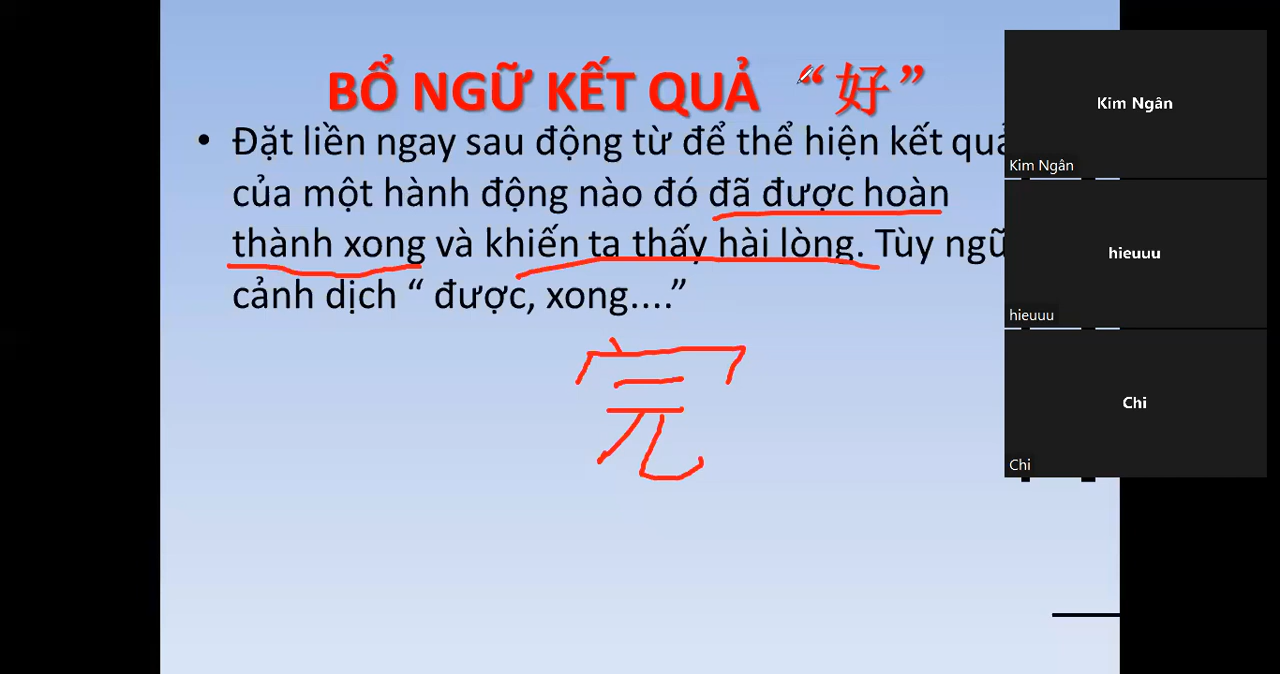 BỔ NGỮ KẾT QUẢ “好”
• Đặt liền ngay sau động từ để thể hiện kết quả
của một hành động nào đó đã được hoàn
thành xong và khiến ta thấy hài lòng. Tùy ngữ
cảnh dịch “ được, xong....”
完
Kim Ngân
Kim Ngân
hieuuu
hieuuu
Chi
Chi